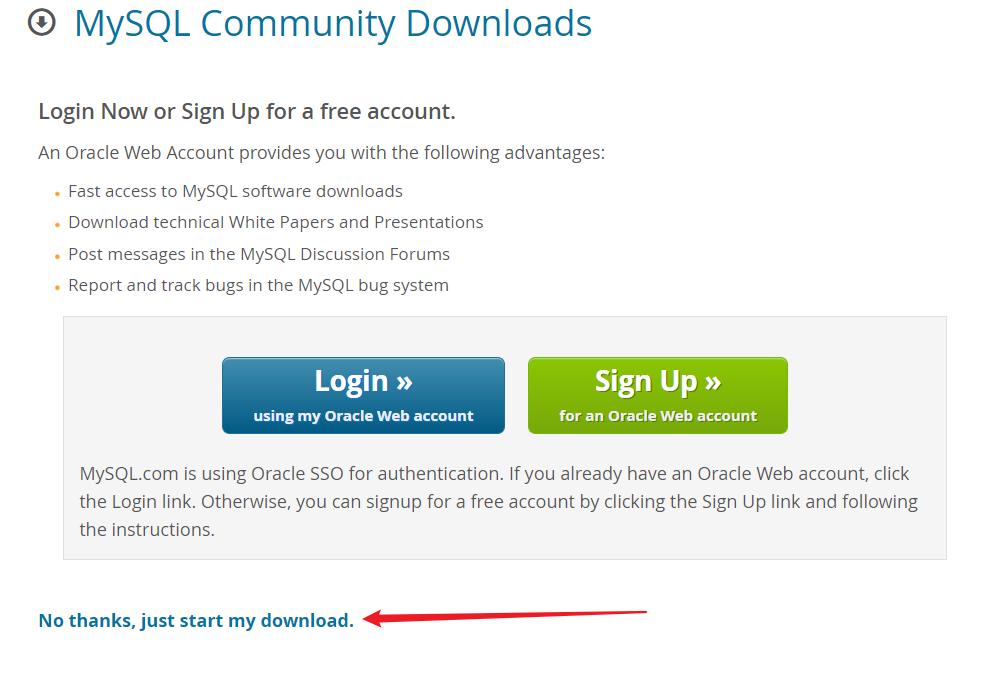 MySQL Community Downloads
Login Now or Sign Up for a free account.
An Oracle Web Account provides you with the following advantages:
Fast access to MySQL software downloads
Download technical White Papers and Presentations
Post messages in the MySQL Discussion Forums
Report and track bugs in the MySQL bug system
Login »
using my Oracle Web account
Sign Up »
for an Oracle Web account
MySQL.com is using Oracle SSO for authentication. If you already have an Oracle Web account, click
the Login link. Otherwise, you can signup for a free account by clicking the Sign Up link and following
the instructions.
No thanks, just start my download.